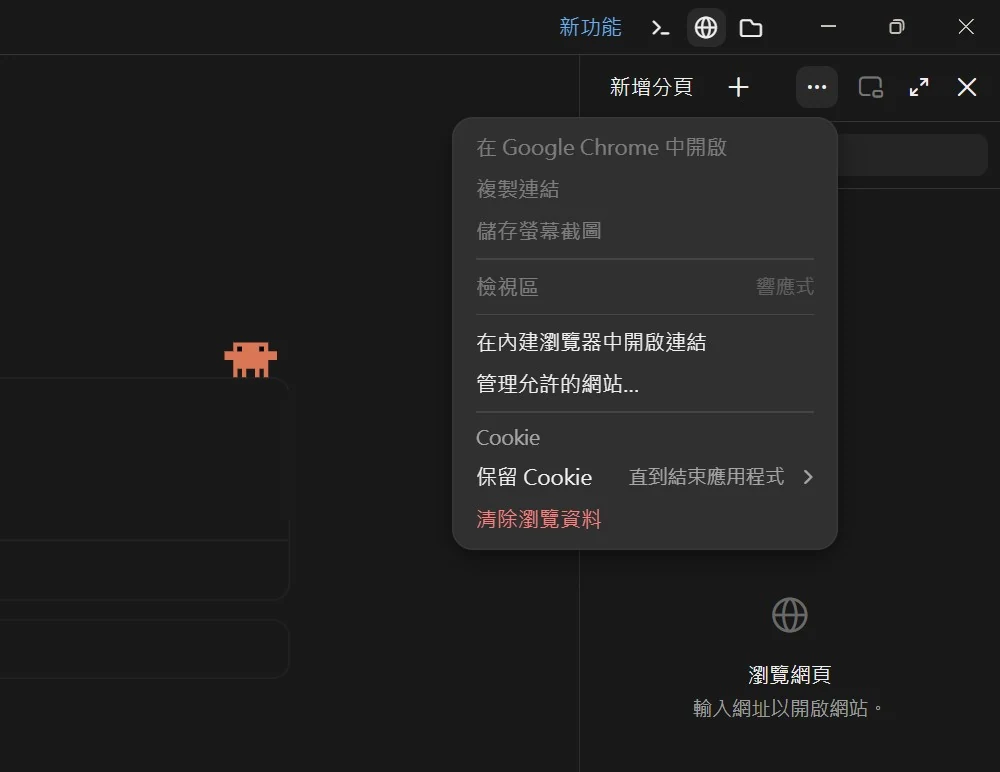 新功能
新增分頁
在 Google Chrome 中開啟
複製連結
儲存螢幕截圖
檢視區 響應式
在內建瀏覽器中開啟連結
管理允許的網站...
Cookie
保留 Cookie 直到結束應用程式
清除瀏覽資料
瀏覽網頁
輸入網址以開啟網站。